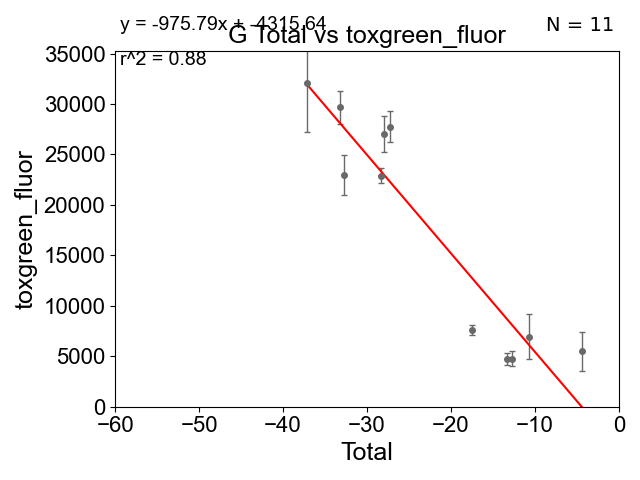 y = -975.79x + -4315.64
N = 11
G Total vs toxgreen_fluor
r^2 = 0.88
toxgreen_fluor
35000
30000
25000
20000
15000
10000
5000
0
−60 −50 −40 −30 −20 −10 0
Total